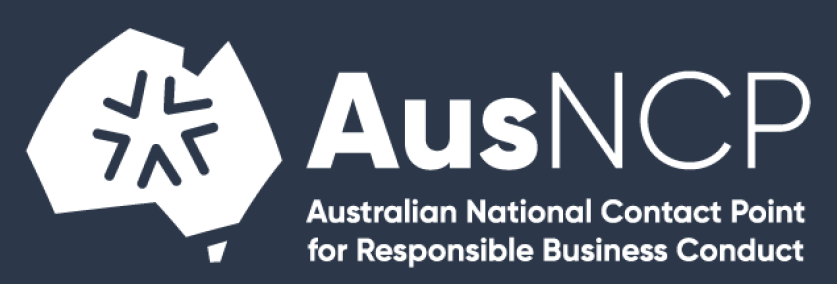 AusNCP
Australian National Contact Point
for Responsible Business Conduct